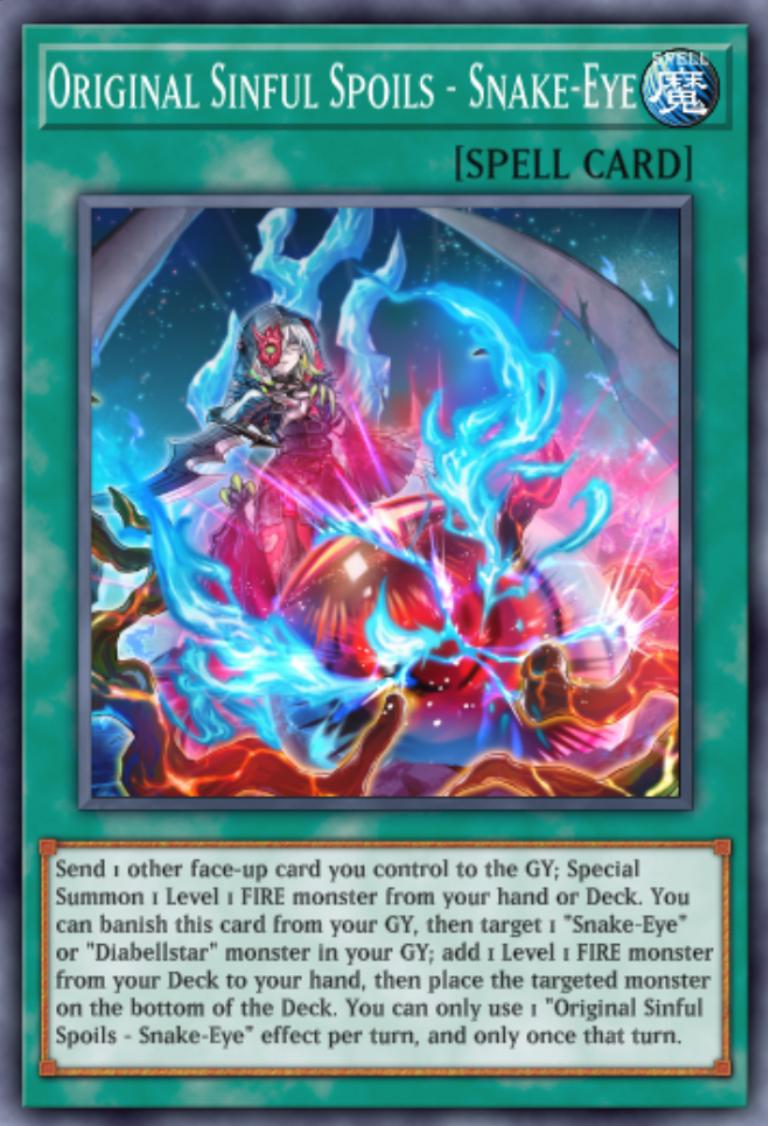 ORIGINAL SINFUL SPOILS - SNAKE-EYE
SPELL
魔
[SPELL CARD]
Send 1 other face-up card you control to the GY; Special
Summon 1 Level 1 FIRE monster from your hand or Deck. You
can banish this card from your GY, then target 1 "Snake-Eye"
or "Diabellstar" monster in your GY; add 1 Level 1 FIRE monster
from your Deck to your hand, then place the targeted monster
on the bottom of the Deck. You can only use 1 "Original Sinful
Spoils - Snake-Eye" effect per turn, and only once that turn.